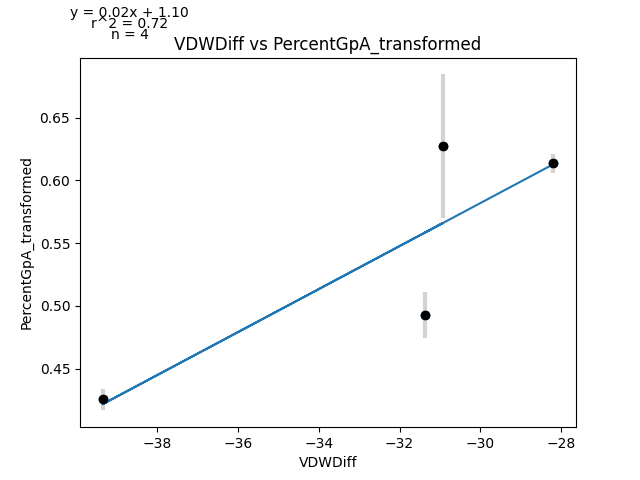 y = 0.02x + 1.10
r^2 = 0.72
n = 4
VDWDiff vs PercentGpA_transformed
PercentGpA_transformed
0.65
0.60
0.55
0.50
0.45
−38
−36
−34
−32
−30
−28
VDWDiff